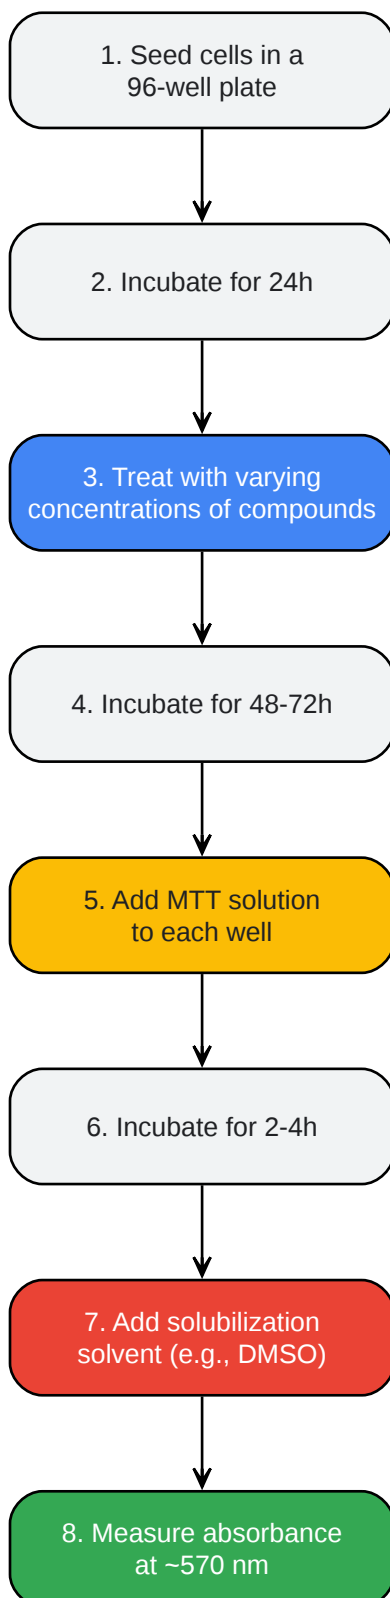 1. Seed cells in a
96-well plate
2. Incubate for 24h
3. Treat with varying
concentrations of compounds
4. Incubate for 48-72h
5. Add MTT solution
to each well
6. Incubate for 2-4h
7. Add solubilization
solvent (e.g., DMSO)
8. Measure absorbance
at ~570 nm